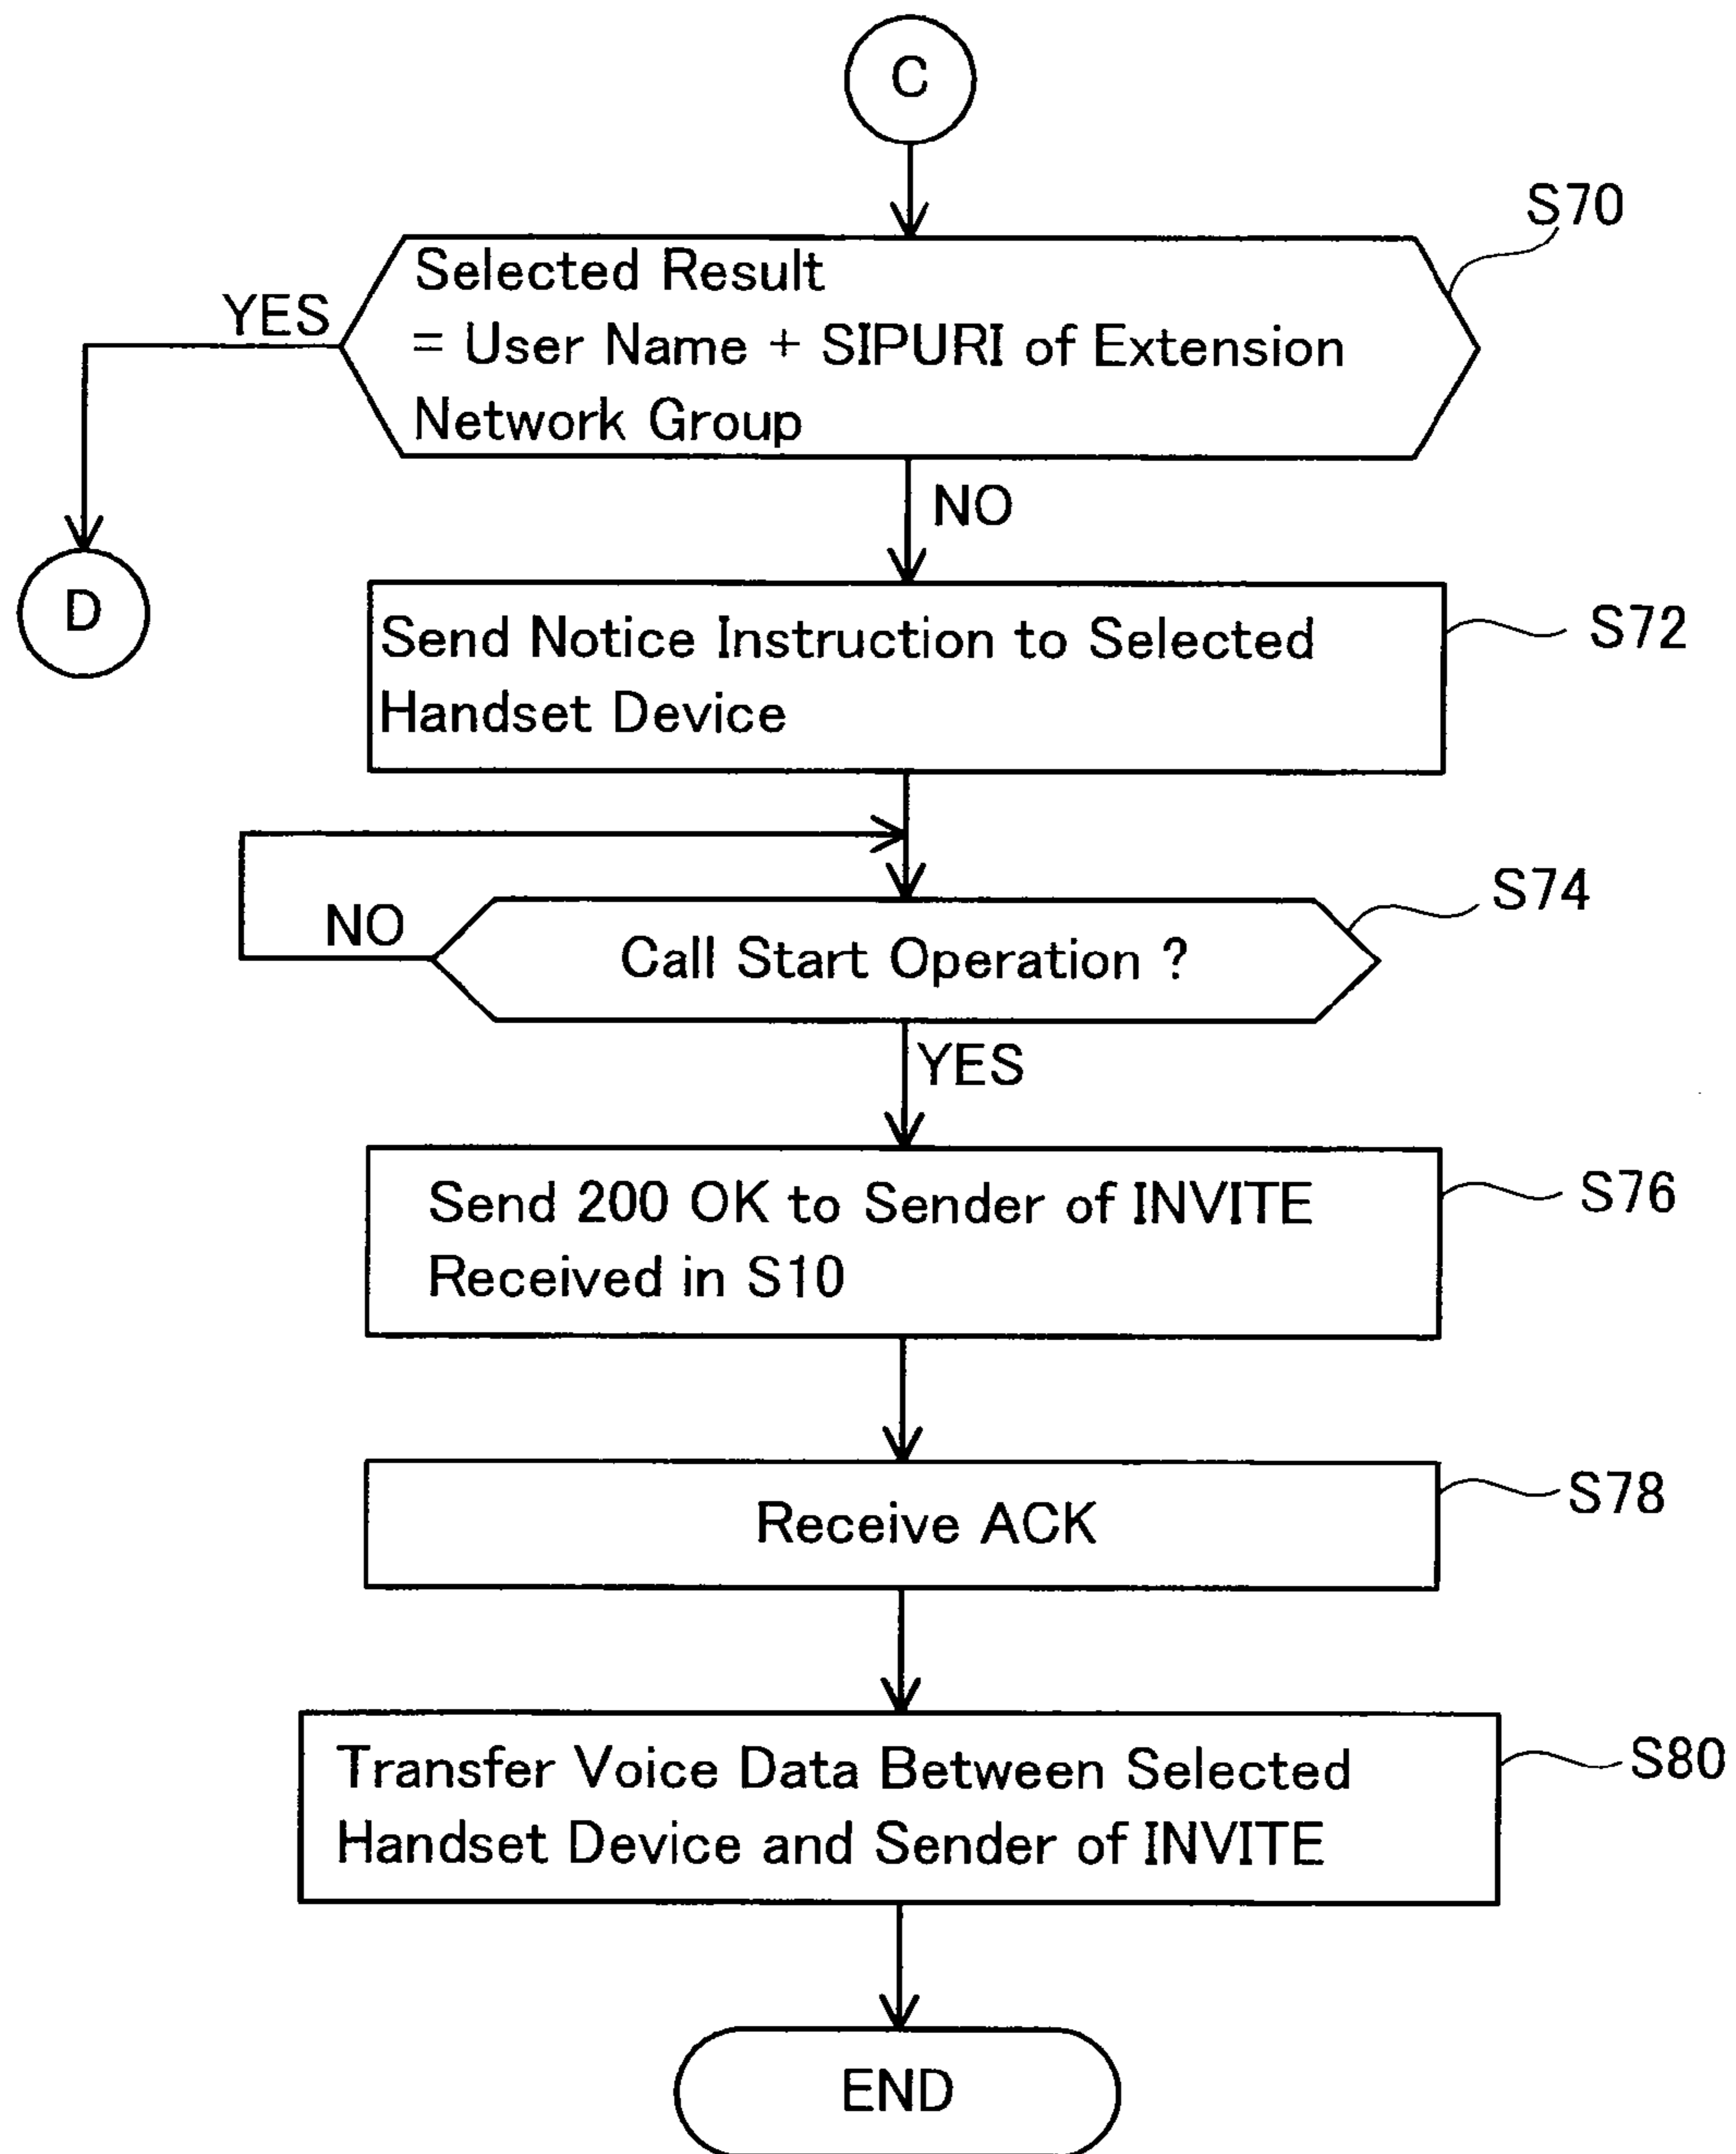 C
S70
Selected Result
= User Name + SIPURI of Extension
Network Group
YES
NO
D
Send Notice Instruction to Selected
Handset Device
S72
S74
NO
Call Start Operation ?
YES
Send 200 OK to Sender of INVITE
Received in S10
S76
Receive ACK
S78
Transfer Voice Data Between Selected
Handset Device and Sender of INVITE
S80
END